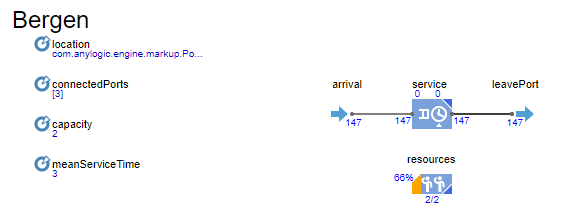 Bergen
location
com.anylogic.engine.markup.Po...
connectedPorts
[3]
capacity
2
meanServiceTime
3
arrival service leavePort
0 0
147 147 147 147
resources
66%
2/2